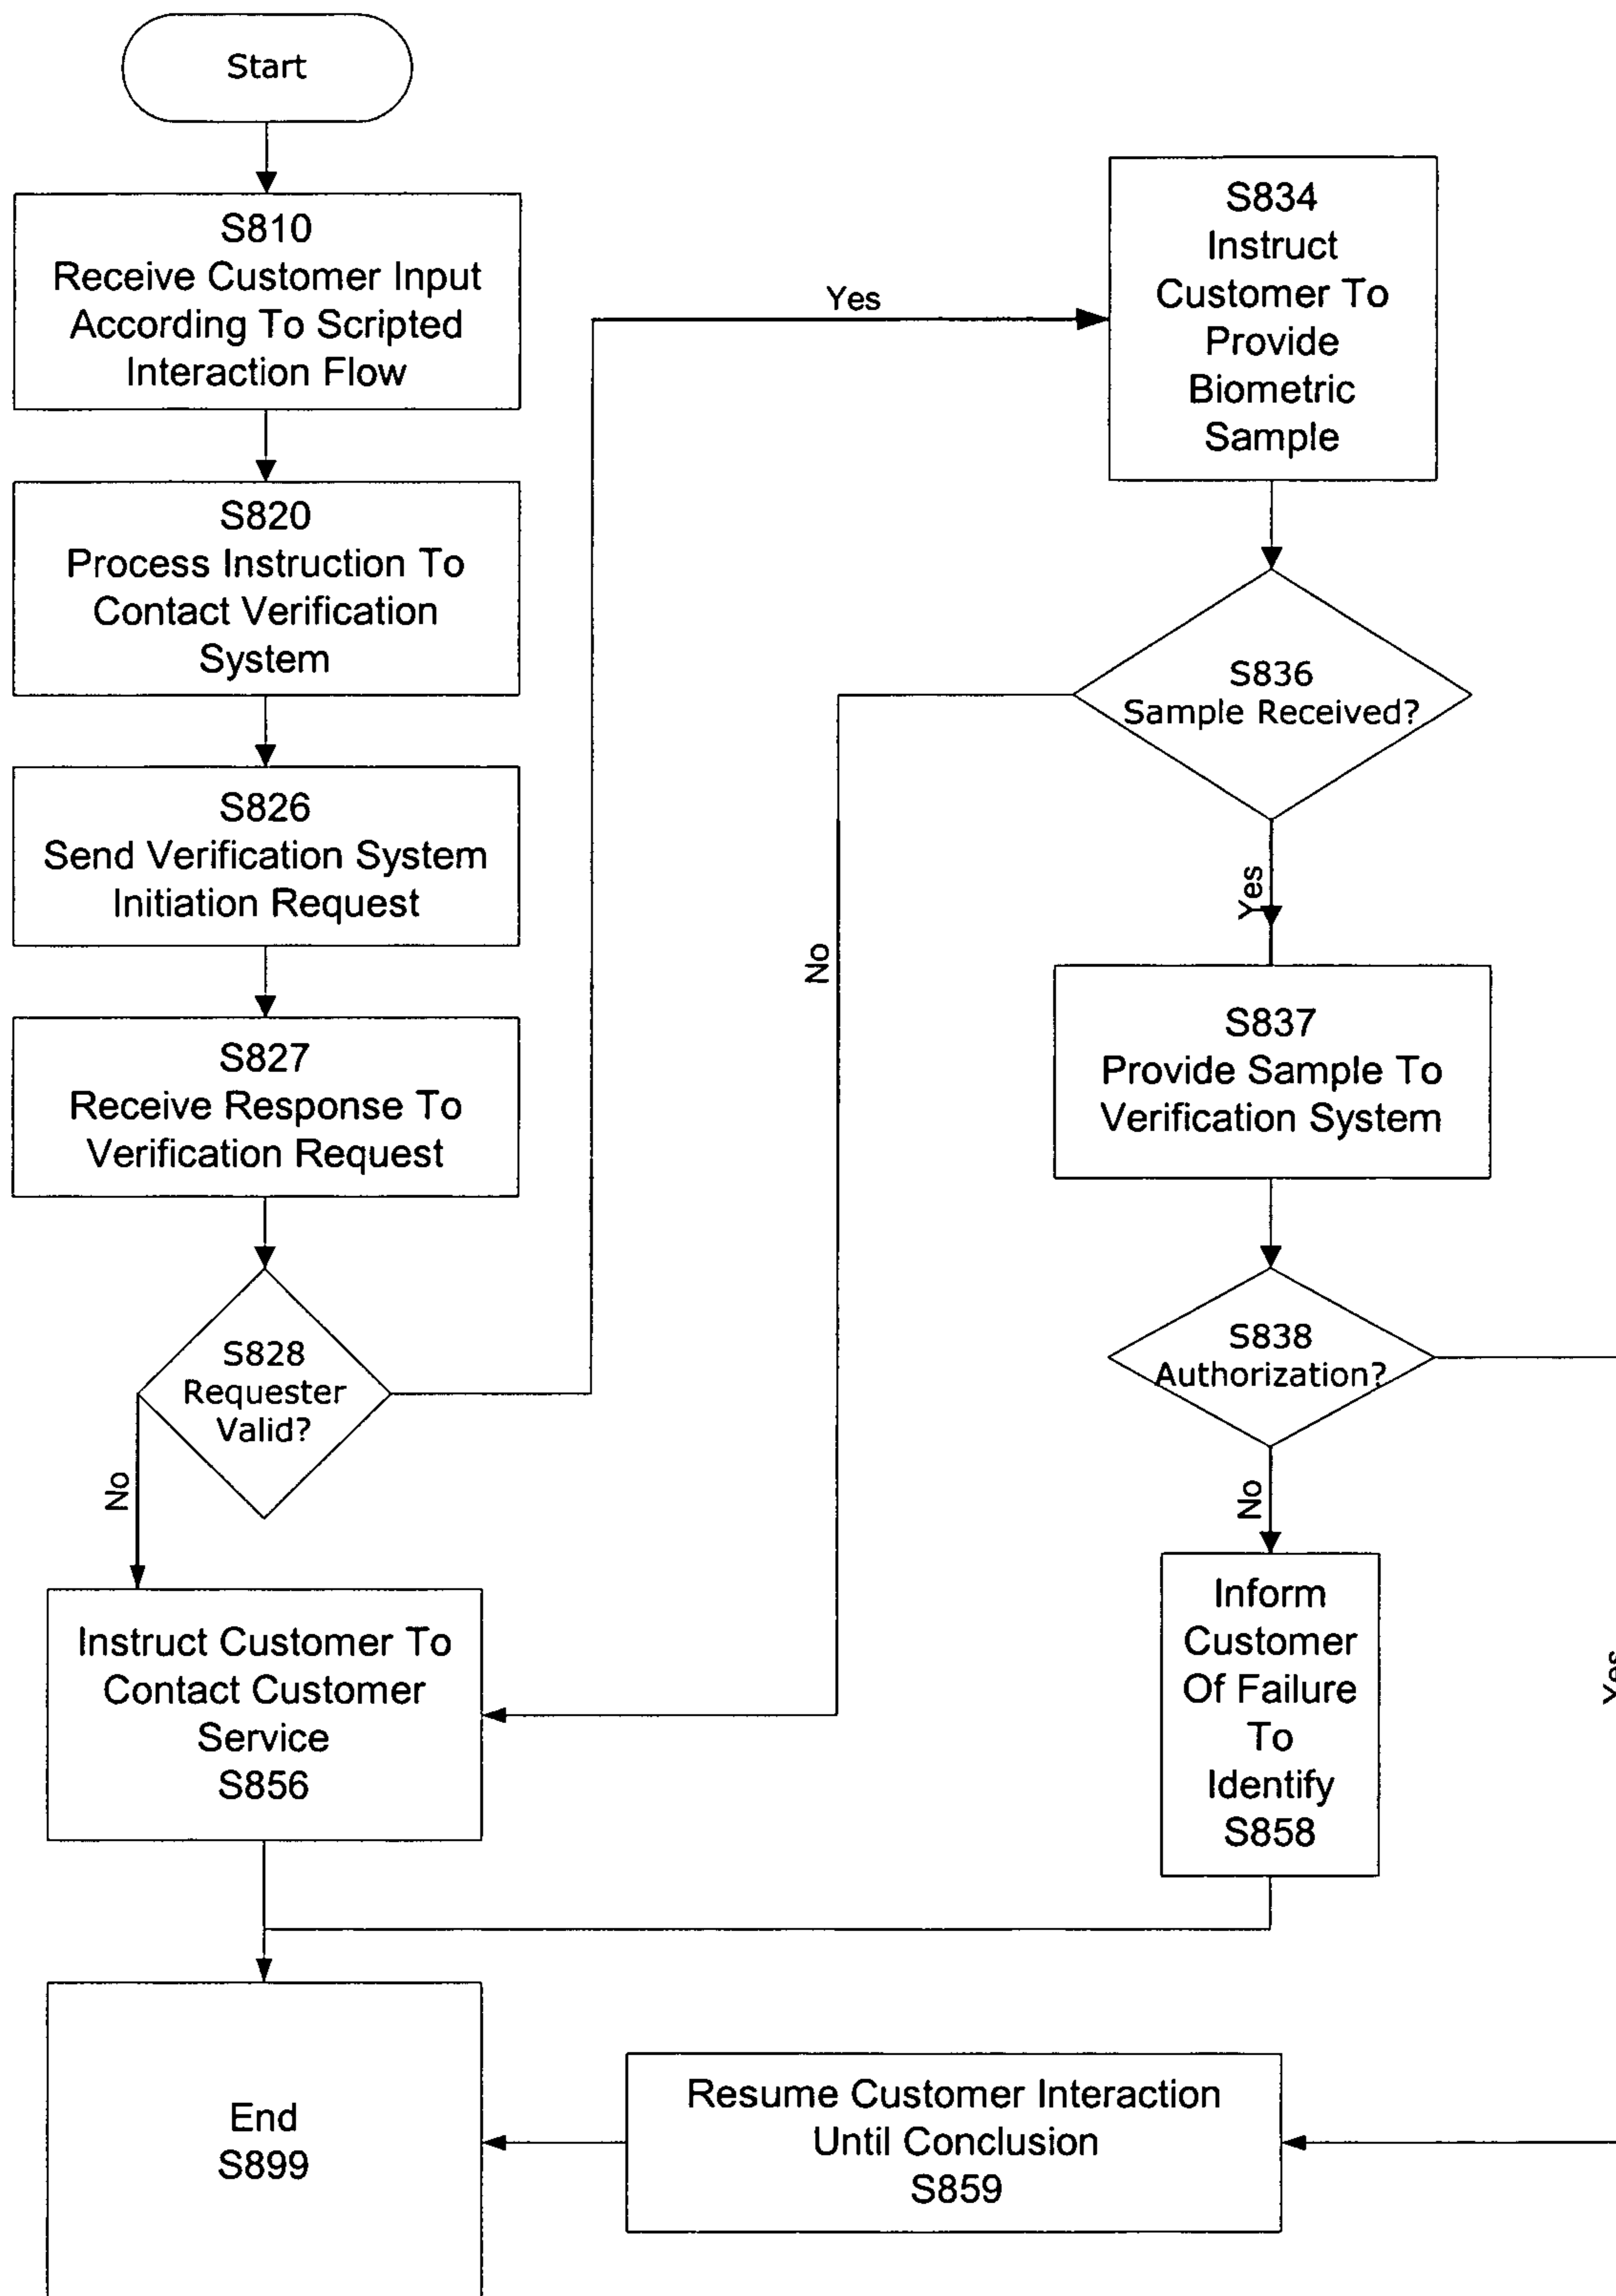 Start
S810
Receive Customer Input
According To Scripted
Interaction Flow
S820
Process Instruction To
Contact Verification
System
S826
Send Verification System
Initiation Request
S827
Receive Response To
Verification Request
S828
Requester
Valid?
No
Yes
Instruct Customer To
Contact Customer
Service
S856
S834
Instruct
Customer To
Provide
Biometric
Sample
S836
Sample Received?
No
Yes
S837
Provide Sample To
Verification System
S838
Authorization?
No
Yes
Inform
Customer
Of Failure
To
Identify
S858
Resume Customer Interaction
Until Conclusion
S859
End
S899